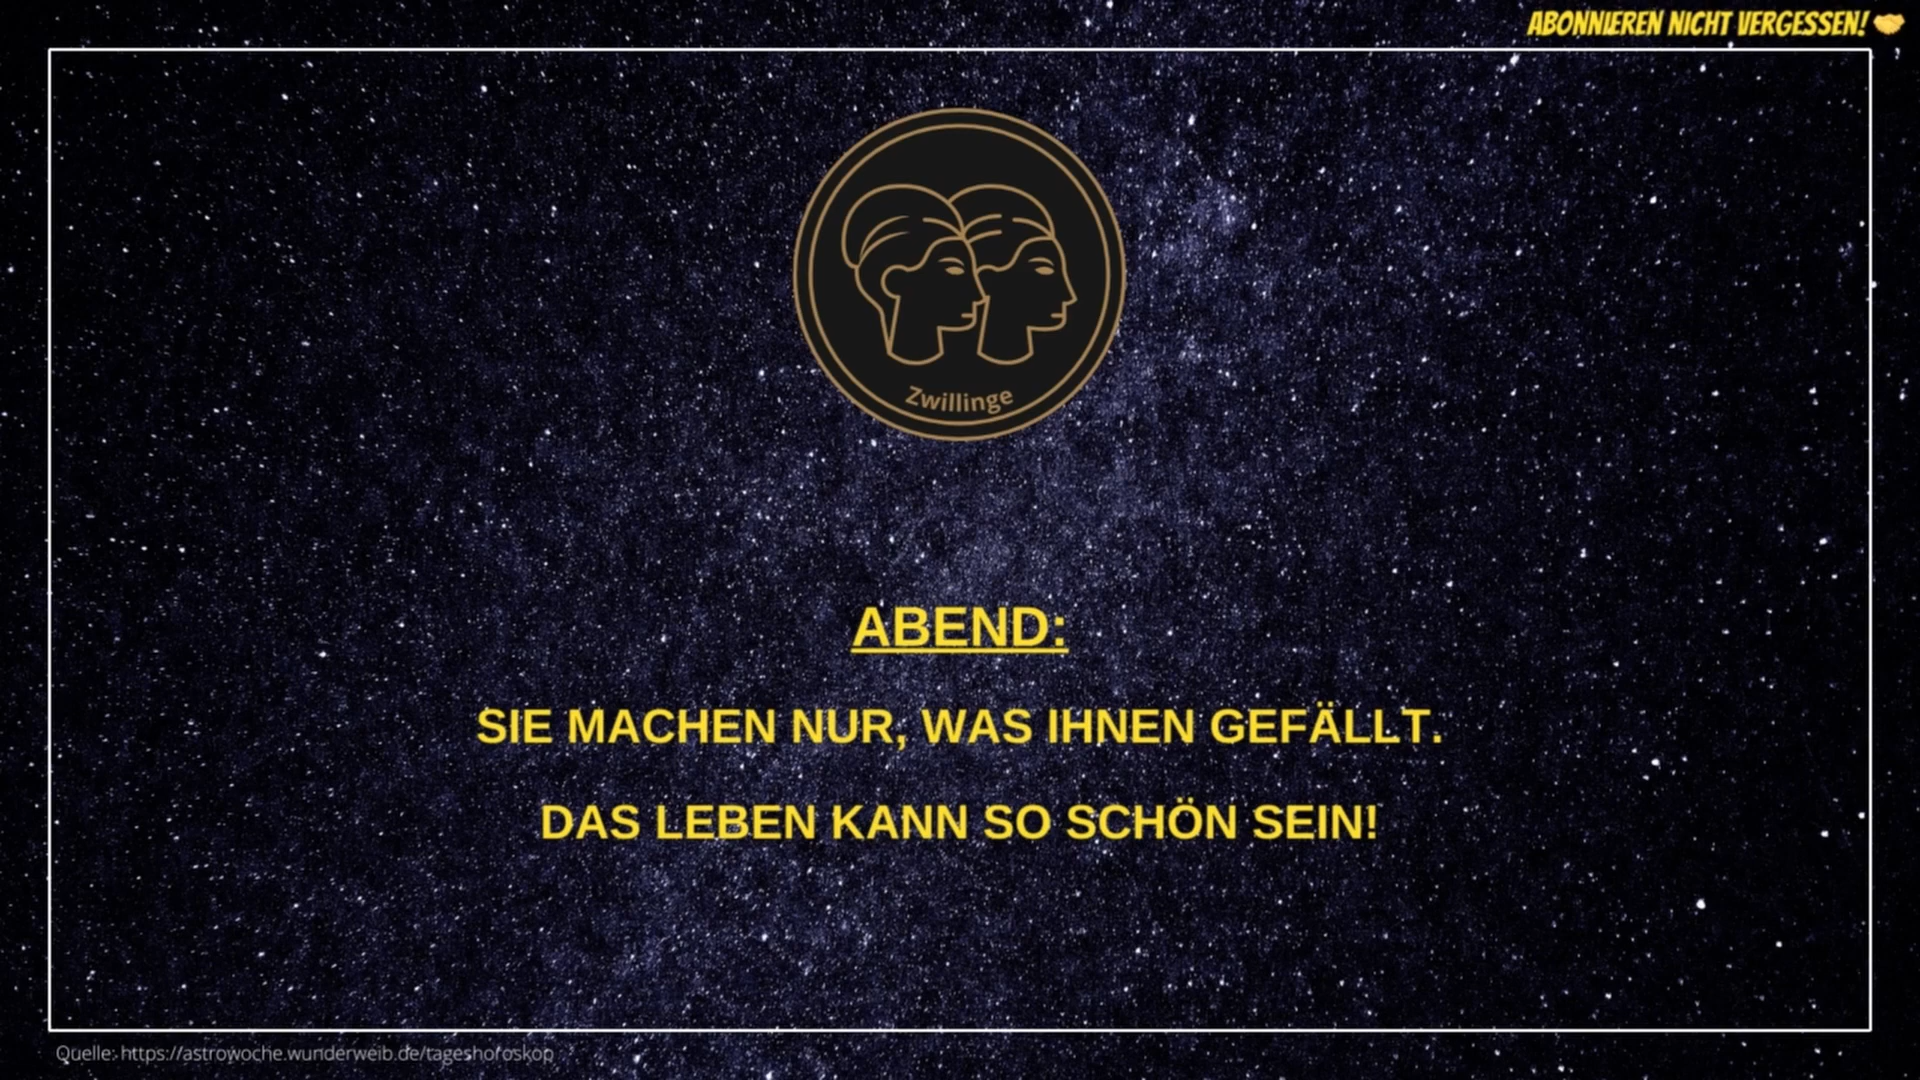 ABONNIEREN NICHT VERGESSEN!
Zwillinge
ABEND:
SIE MACHEN NUR, WAS IHNEN GEFÄLLT.
DAS LEBEN KANN SO SCHÖN SEIN!
Quelle: https://astrowoche.wunderweib.de/tageshoroskop